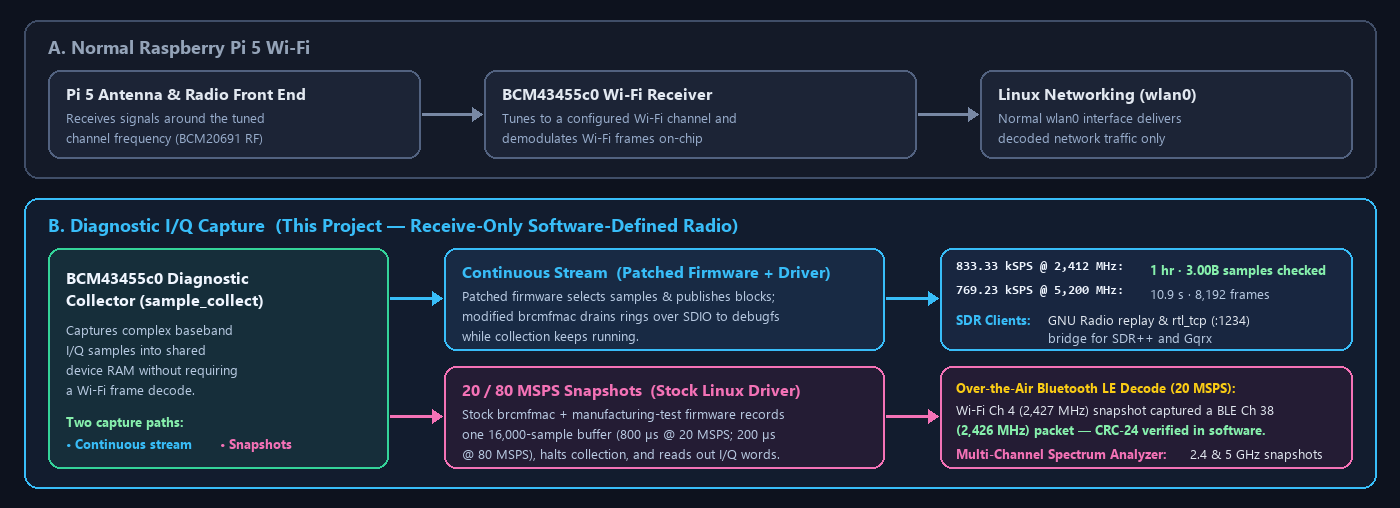 A. Normal Raspberry Pi 5 Wi-Fi
Pi 5 Antenna & Radio Front End
Receives signals around the tuned
channel frequency (BCM20691 RF)
BCM43455c0 Wi-Fi Receiver
Tunes to a configured Wi-Fi channel and
demodulates Wi-Fi frames on-chip
Linux Networking (wlan0)
Normal wlan0 interface delivers
decoded network traffic only
B. Diagnostic I/Q Capture (This Project — Receive-Only Software-Defined Radio)
BCM43455c0 Diagnostic
Collector (sample_collect)
Captures complex baseband
I/Q samples into shared
device RAM without requiring
a Wi-Fi frame decode.
Two capture paths:
• Continuous stream
• Snapshots
Continuous Stream (Patched Firmware + Driver)
Patched firmware selects samples & publishes blocks;
modified brcmfmac drains rings over SDIO to debugfs
while collection keeps running.
833.33 kSPS @ 2,412 MHz:
1 hr · 3.00B samples checked
769.23 kSPS @ 5,200 MHz:
10.9 s · 8,192 frames
SDR Clients:
GNU Radio replay & rtl_tcp (:1234)
bridge for SDR++ and Gqrx
20 / 80 MSPS Snapshots (Stock Linux Driver)
Stock brcmfmac + manufacturing-test firmware records
one 16,000-sample buffer (800 µs @ 20 MSPS; 200 µs
@ 80 MSPS), halts collection, and reads out I/Q words.
Over-the-Air Bluetooth LE Decode (20 MSPS):
Wi-Fi Ch 4 (2,427 MHz) snapshot captured a BLE Ch 38
(2,426 MHz) packet — CRC-24 verified in software.
Multi-Channel Spectrum Analyzer:
2.4 & 5 GHz snapshots